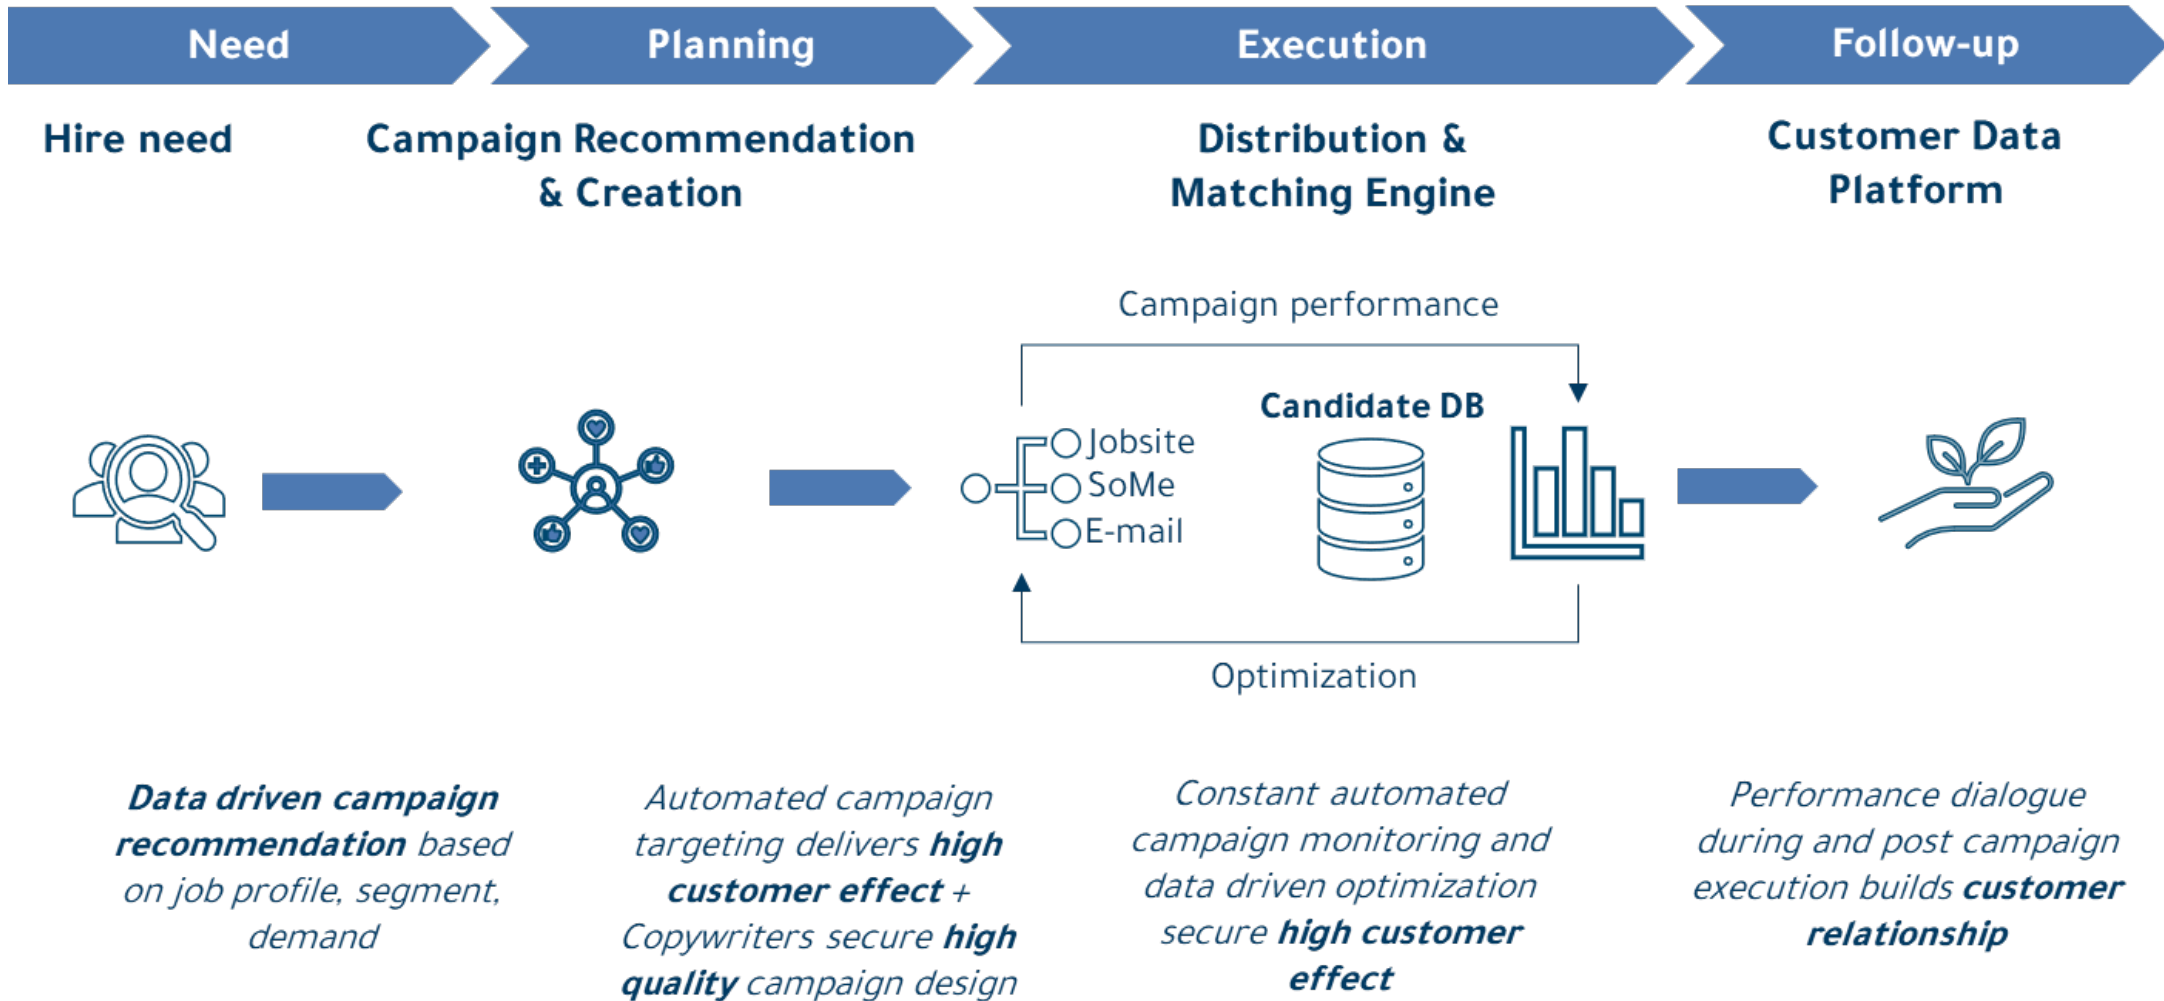 Need
Planning
Execution
Follow-up
Hire need
Campaign Recommendation
& Creation
Distribution &
Matching Engine
Customer Data
Platform
Campaign performance
Candidate DB
Jobsite
SoMe
E-mail
Optimization
Data driven campaign
recommendation based
on job profile, segment,
demand
Automated campaign
targeting delivers high
customer effect +
Copywriters secure high
quality campaign design
Constant automated
campaign monitoring and
data driven optimization
secure high customer
effect
Performance dialogue
during and post campaign
execution builds customer
relationship